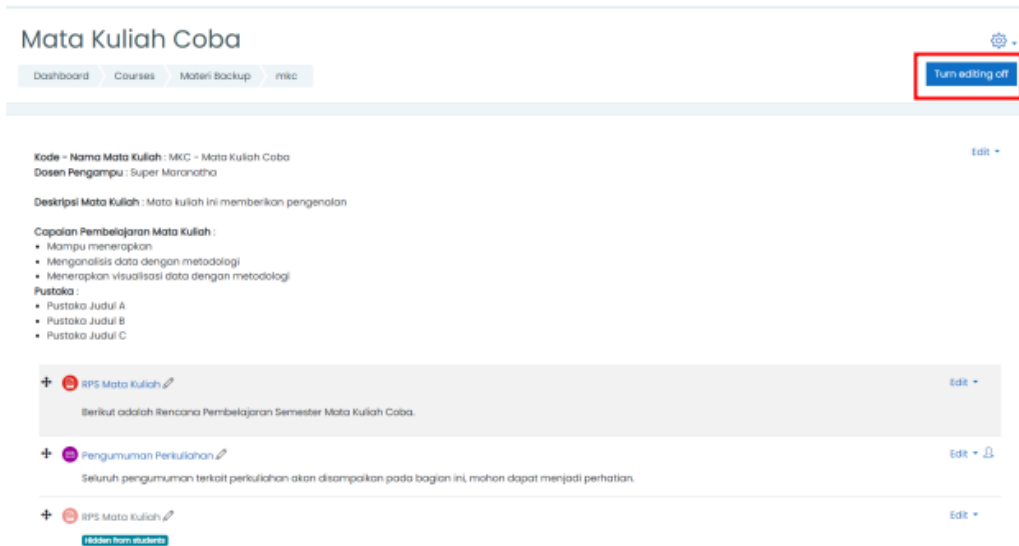 Mata Kuliah Coba
Dashboard Courses Materi Backup mkc
Turn editing off
Kode - Nama Mata Kuliah : MKC - Mata Kuliah Coba
Edit
Dosen Pengampu : Super Maranatha
Deskripsi Mata Kuliah : Mata kuliah ini memberikan pengenalan
Capaian Pembelajaran Mata Kuliah :
• Mampu menerapkan
• Menganalisis data dengan metodologi
• Menerapkan visualisasi data dengan metodologi
Pustaka :
• Pustaka Judul A
• Pustaka Judul B
• Pustaka Judul C
RPS Mata Kuliah Edit
Berikut adalah Rencana Pembelajaran Semester Mata Kuliah Coba.
Pengumuman Perkuliahan Edit
Seluruh pengumuman terkait perkuliahan akan disampaikan pada bagian ini, mohon dapat menjadi perhatian.
RPS Mata Kuliah Edit
Hidden from students